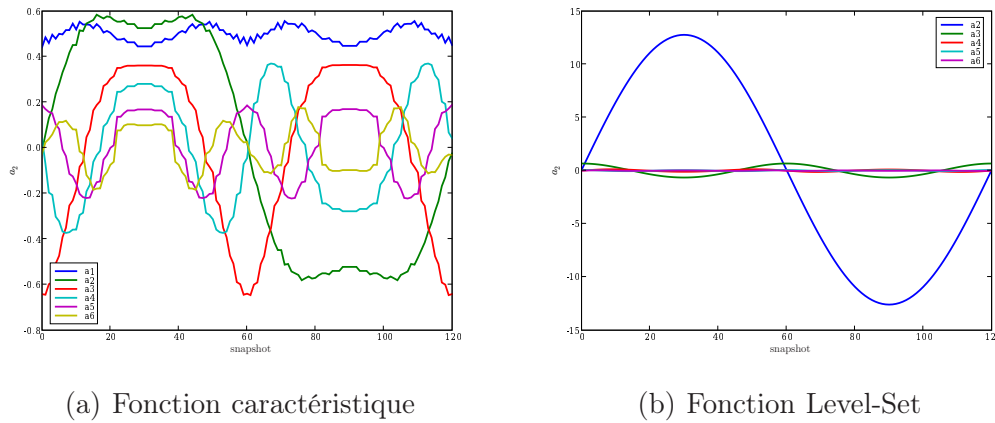 0.6
0.4
0.2
0.0
-0.2
-0.4
-0.6
-0.8
0 20 40 60 80 100 120
a₂
snapshot
a1
a2
a3
a4
a5
a6
15
10
5
0
-5
-10
-15
0 20 40 60 80 100 12
a₂
snapshot
a2
a3
a4
a5
a6
(a) Fonction caractéristique
(b) Fonction Level-Set